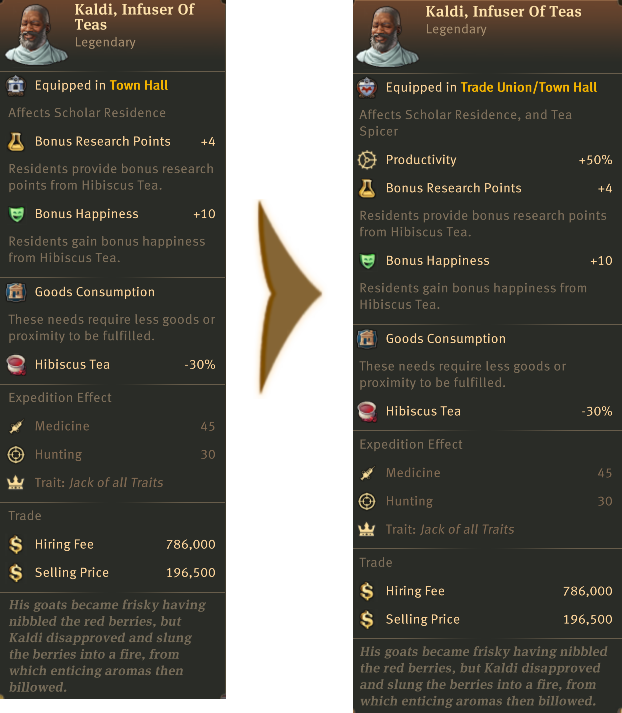 Kaldi, Infuser Of
Teas
Legendary
Equipped in Town Hall
Affects Scholar Residence
Bonus Research Points +4
Residents provide bonus research
points from Hibiscus Tea.
Bonus Happiness +10
Residents gain bonus happiness
from Hibiscus Tea.
Goods Consumption
These needs require less goods or
proximity to be fulfilled.
Hibiscus Tea -30%
Expedition Effect
Medicine 45
Hunting 30
Trait: Jack of all Traits
Trade
Hiring Fee 786,000
Selling Price 196,500
His goats became frisky having
nibbled the red berries, but
Kaldi disapproved and slung
the berries into a fire, from
which enticing aromas then
billowed.
Kaldi, Infuser Of Teas
Legendary
Equipped in Trade Union/Town Hall
Affects Scholar Residence, and Tea
Spicer
Productivity +50%
Bonus Research Points +4
Residents provide bonus research points
from Hibiscus Tea.
Bonus Happiness +10
Residents gain bonus happiness from
Hibiscus Tea.
Goods Consumption
These needs require less goods or
proximity to be fulfilled.
Hibiscus Tea -30%
Expedition Effect
Medicine 45
Hunting 30
Trait: Jack of all Traits
Trade
Hiring Fee 786,000
Selling Price 196,500
His goats became frisky having nibbled
the red berries, but Kaldi disapproved
and slung the berries into a fire, from
which enticing aromas then billowed.